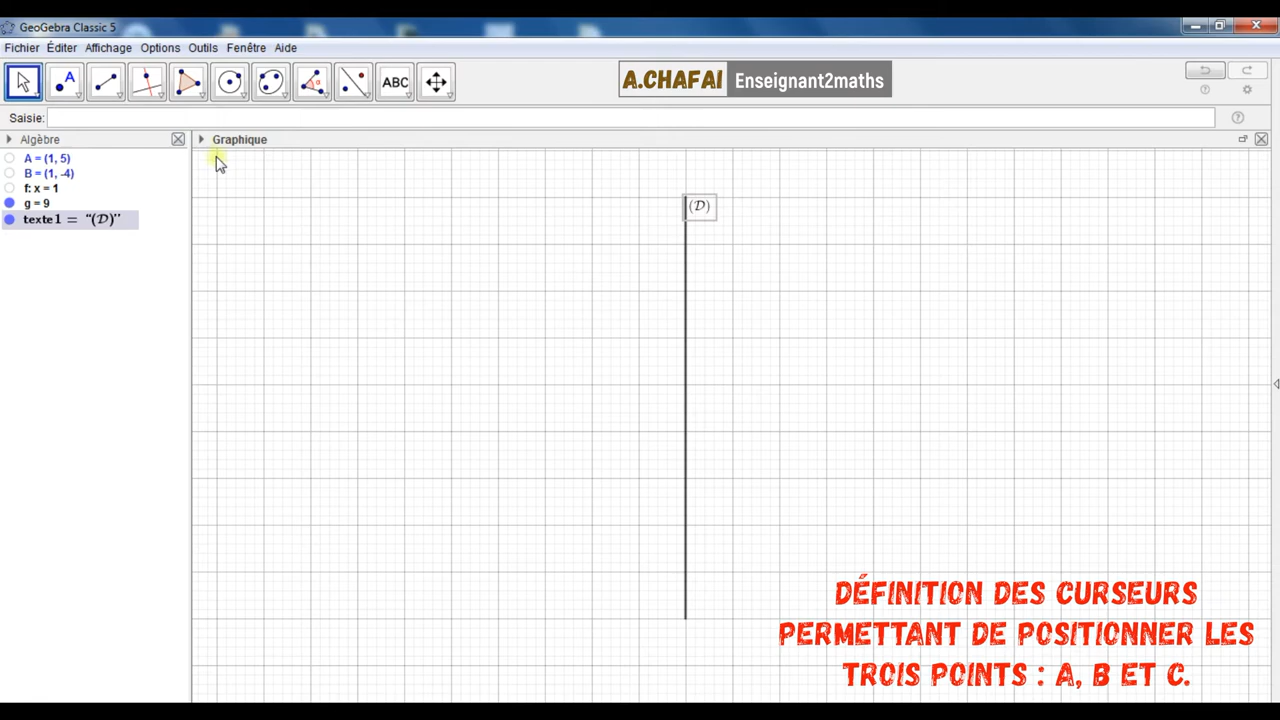 GeoGebra Classic 5
Fichier Éditer Affichage Options Outils Fenêtre Aide
A ABC A.CHAFAI Enseignant2maths
Saisie:
Algèbre Graphique
A = (1, 5)
B = (1, -4)
f: x = 1
g = 9
texte1 = “(D)”
(D)
DÉFINITION DES CURSEURS
PERMETTANT DE POSITIONNER LES
TROIS POINTS : A, B ET C.